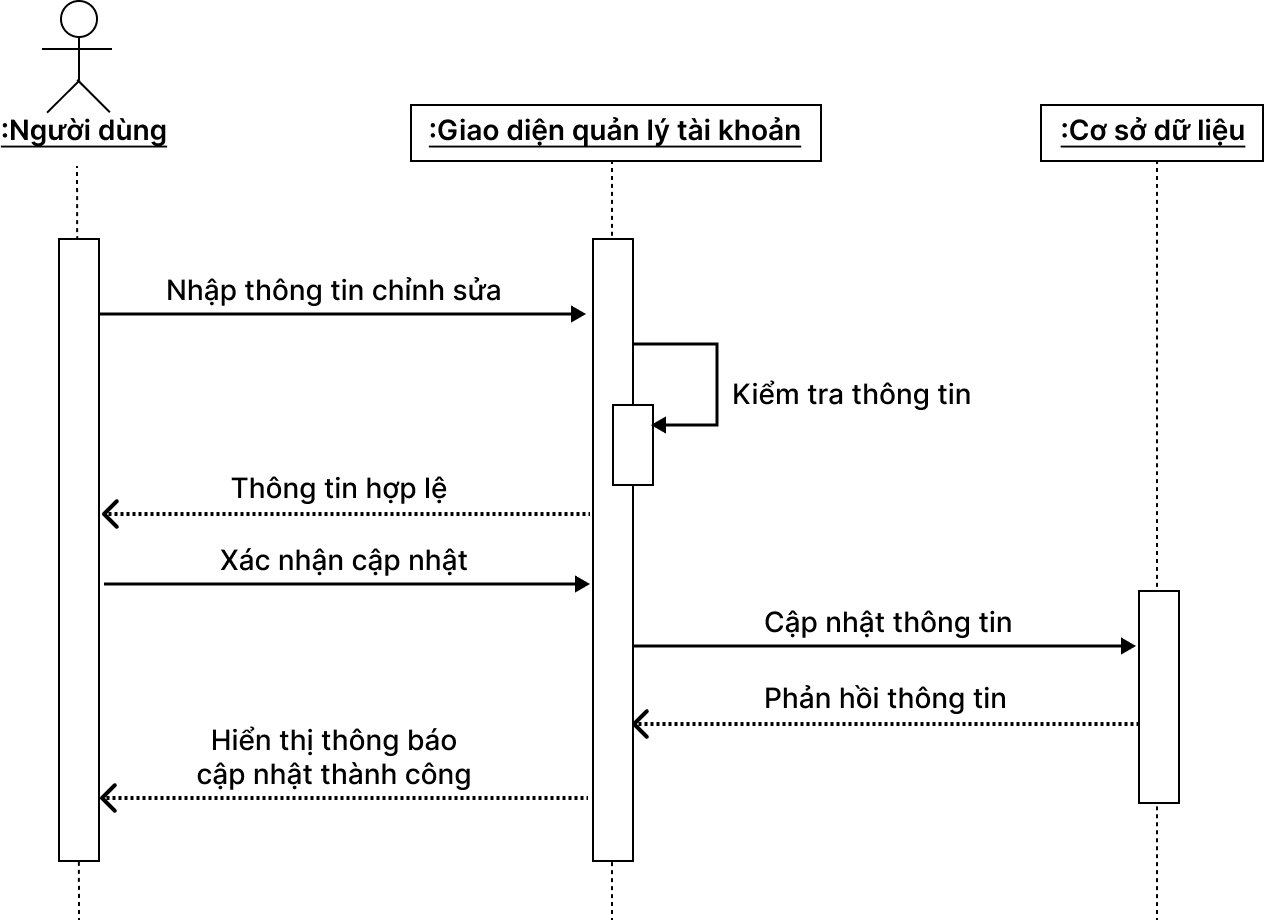 :Người dùng
:Giao diện quản lý tài khoản
:Cơ sở dữ liệu
Nhập thông tin chỉnh sửa
Kiểm tra thông tin
Thông tin hợp lệ
Xác nhận cập nhật
Cập nhật thông tin
Phản hồi thông tin
Hiển thị thông báo
cập nhật thành công